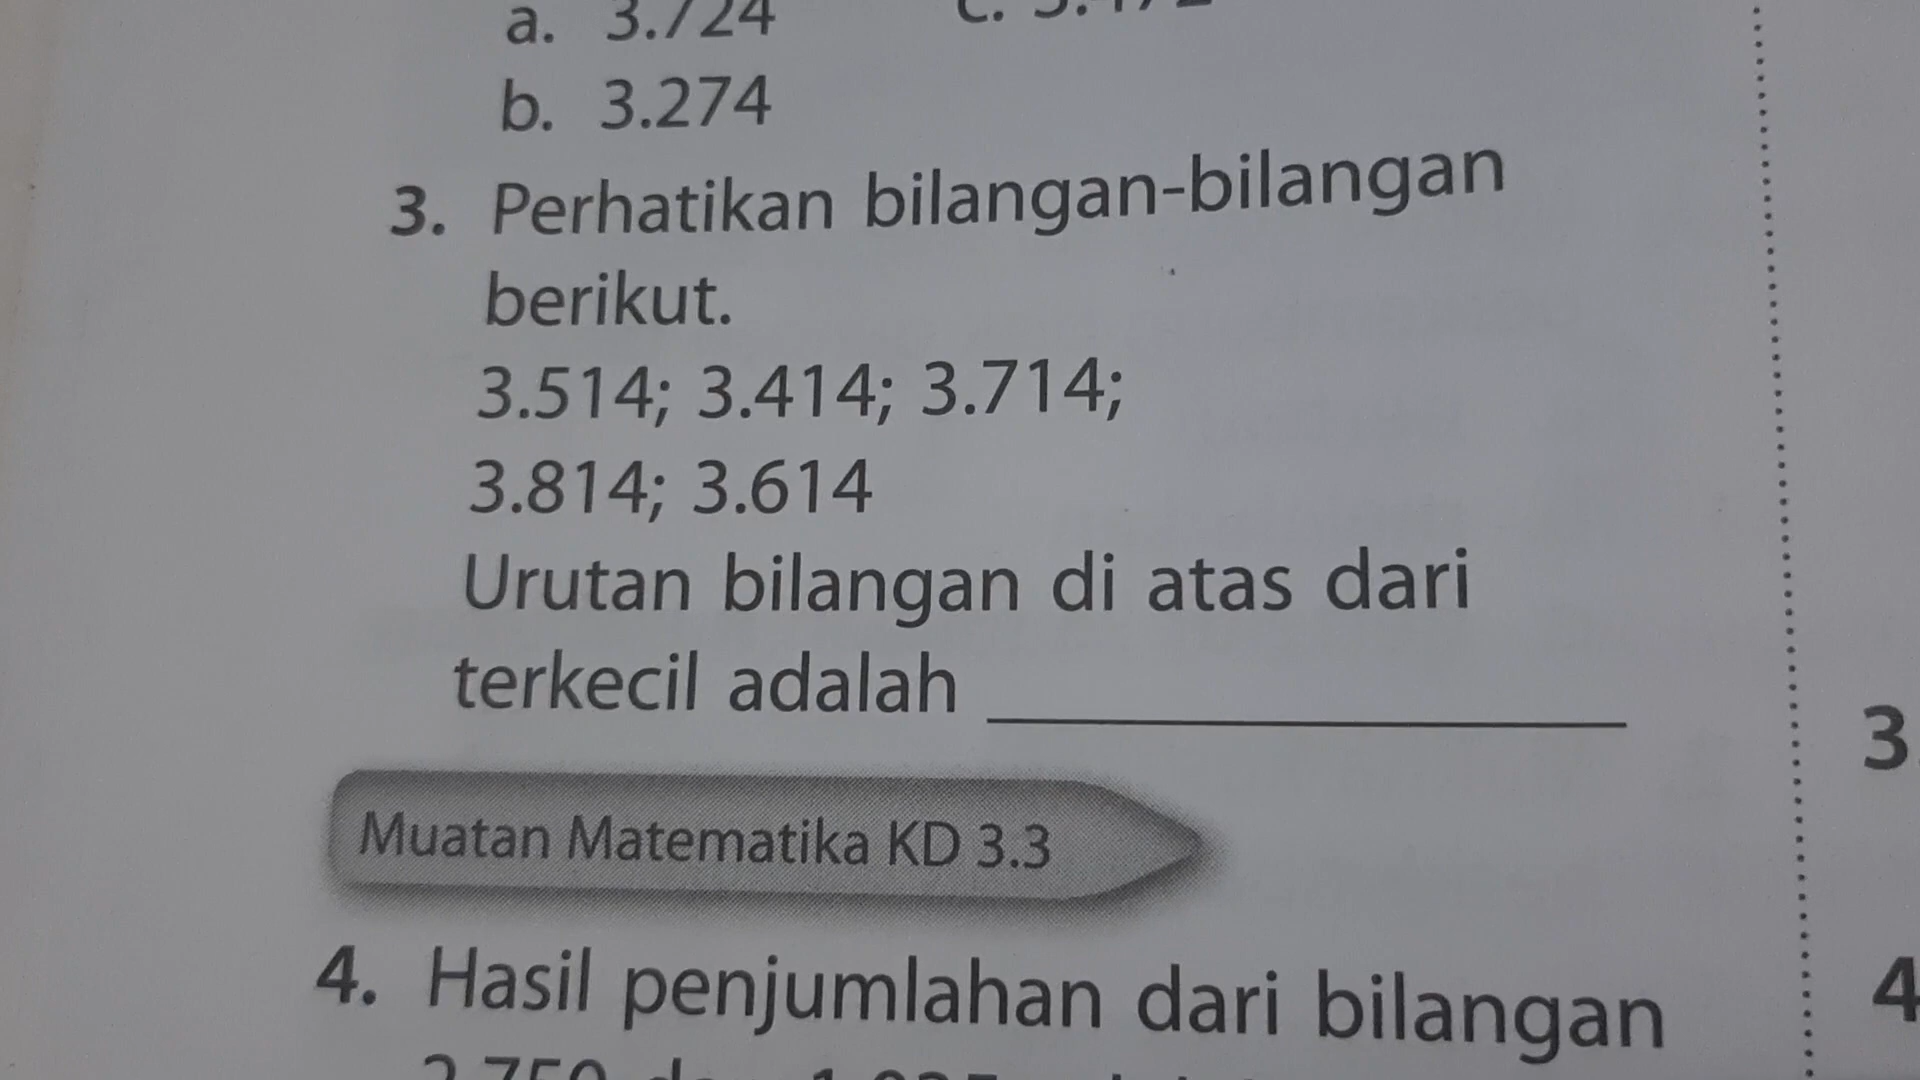 a. 3.724
b. 3.274
3. Perhatikan bilangan-bilangan
berikut.
3.514; 3.414; 3.714;
3.814; 3.614
Urutan bilangan di atas dari
terkecil adalah
Muatan Matematika KD 3.3
4. Hasil penjumlahan dari bilangan
3
4